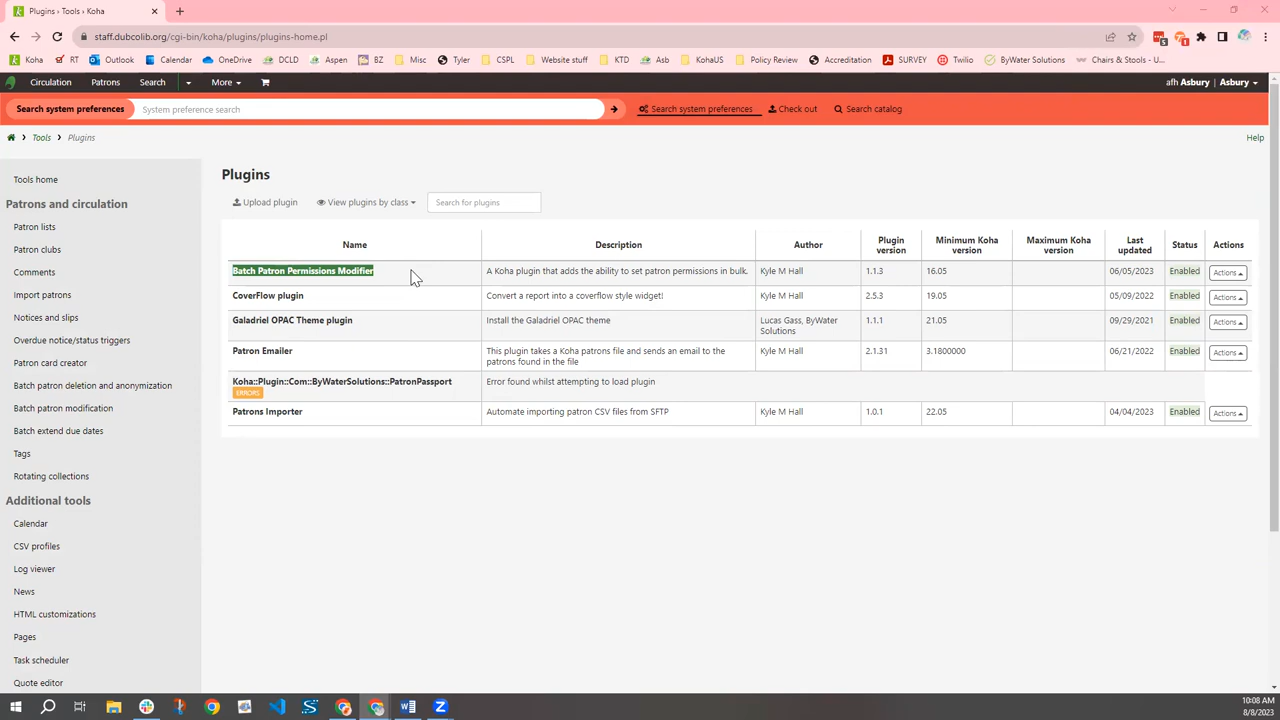 Plugins › Tools › Koha
staff.dubcolib.org/cgi-bin/koha/plugins/plugins-home.pl
Koha RT Outlook OneDrive Calendar DCLD Aspen BZ Misc Tyler CSPL Website stuff KTD Asb KohaUS Policy Review Accreditation SURVEY Twilio ByWater Solutions Chairs & Stools - U...
Circulation Patrons Search More afh Asbury | Asbury
Search system preferences System preference search Search system preferences Check out Search catalog
Tools Plugins Help
Tools home
Patrons and circulation
Patron lists
Patron clubs
Comments
Import patrons
Notices and slips
Overdue notice/status triggers
Patron card creator
Batch patron deletion and anonymization
Batch patron modification
Batch extend due dates
Tags
Rotating collections
Additional tools
Calendar
CSV profiles
Log viewer
News
HTML customizations
Pages
Task scheduler
Quote editor
Plugins
Upload plugin View plugins by class Search for plugins
Name Description Author Plugin version Minimum Koha version Maximum Koha version Last updated Status Actions
Batch Patron Permissions Modifier A Koha plugin that adds the ability to set patron permissions in bulk. Kyle M Hall 1.1.3 16.05 06/05/2023 Enabled Actions
CoverFlow plugin Convert a report into a coverflow style widget! Kyle M Hall 2.5.3 19.05 05/09/2022 Enabled Actions
Galadriel OPAC Theme plugin Install the Galadriel OPAC theme Lucas Gass, ByWater Solutions 1.1.1 21.05 09/29/2021 Enabled Actions
Patron Emailer This plugin takes a Koha patrons file and sends an email to the patrons found in the file Kyle M Hall 2.1.31 3.1800000 06/21/2022 Enabled Actions
Koha::Plugin::Com::ByWaterSolutions::PatronPassport Error found whilst attempting to load plugin
ERRORS
Patrons Importer Automate importing patron CSV files from SFTP Kyle M Hall 1.0.1 22.05 04/04/2023 Enabled Actions
10:08 AM
8/8/2023